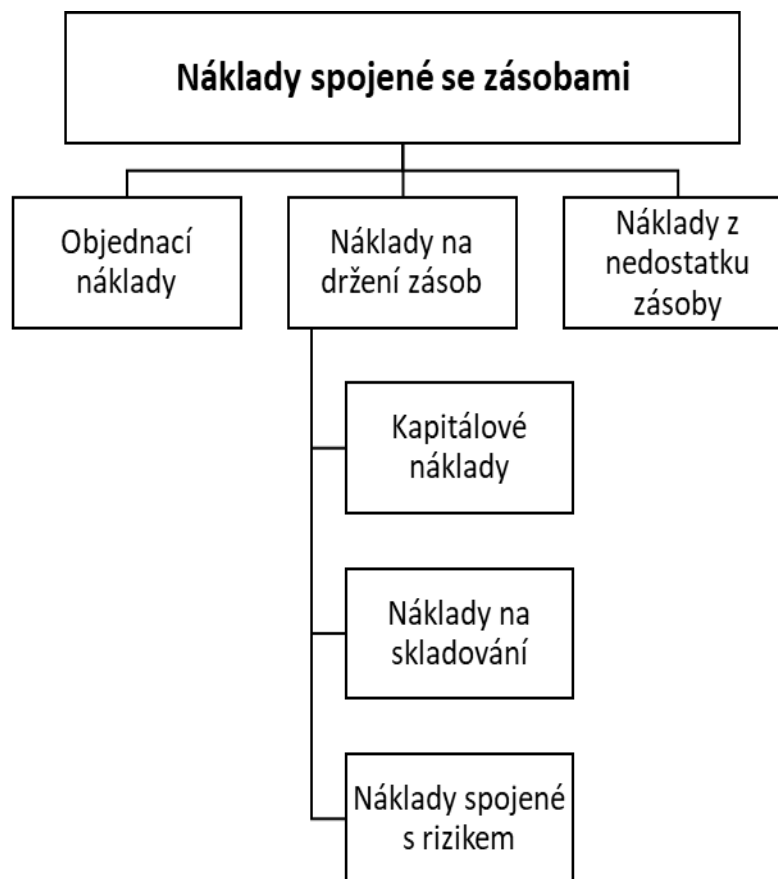 Náklady spojené se zásobami
Objednací
náklady
Náklady na
držení zásob
Náklady z
nedostatku
zásoby
Kapitálové
náklady
Náklady na
skladování
Náklady spojené
s rizikem